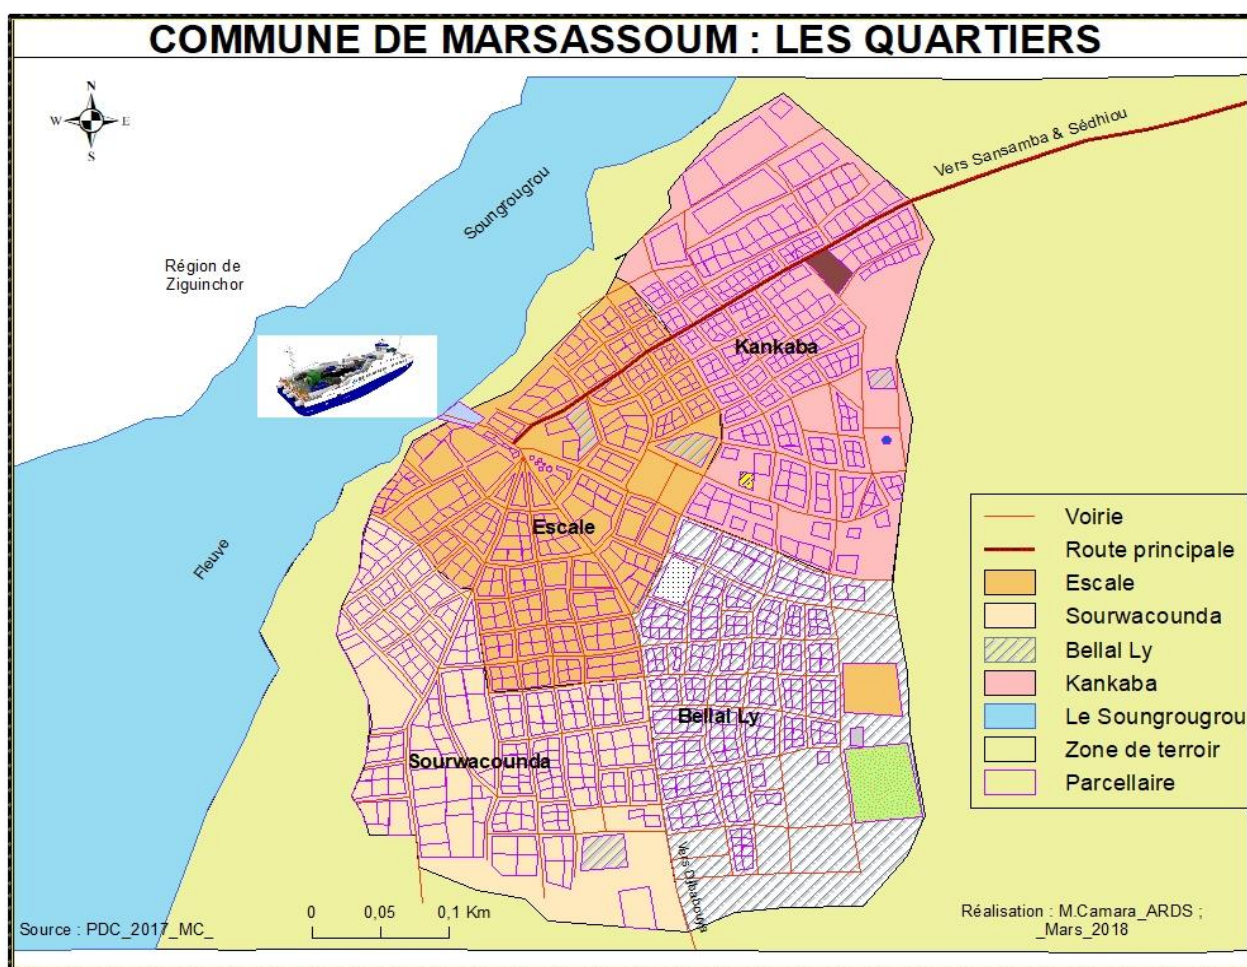 COMMUNE DE MARSASSOUM : LES QUARTIERS
N
W
E
S
Vers Sansamba & Sédhiou
Soungrougrou
Région de
Ziguinchor
Kankaba
Escale
Fleuve
Bellal Ly
Sourwacounda
Vers Djibabouya
Voirie
Route principale
Escale
Sourwacounda
Bellal Ly
Kankaba
Le Soungrougrou
Zone de terroir
Parcellaire
0 0,05 0,1 Km
Source : PDC_2017_MC_
Réalisation : M.Camara_ARDS ;
_Mars_2018